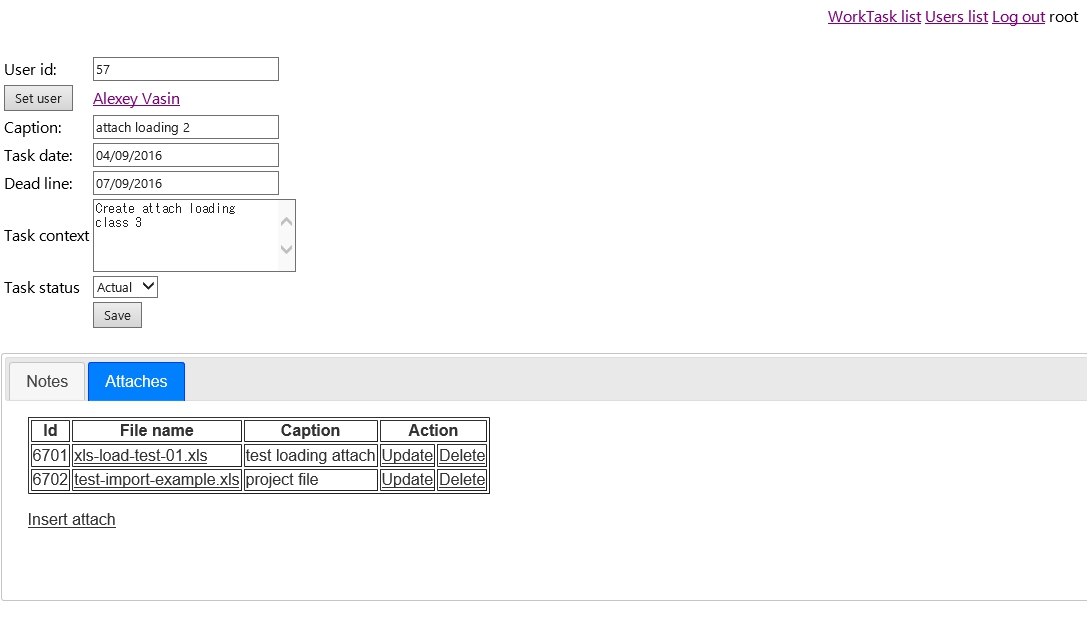 WorkTask list Users list Log out root
User id: 57
Set user Alexey Vasin
Caption: attach loading 2
Task date: 04/09/2016
Dead line: 07/09/2016
Create attach loading
class 3
Task context
Task status Actual
Save
Notes Attaches
Id File name Caption Action
6701 xls-load-test-01.xls test loading attach Update Delete
6702 test-import-example.xls project file Update Delete
Insert attach